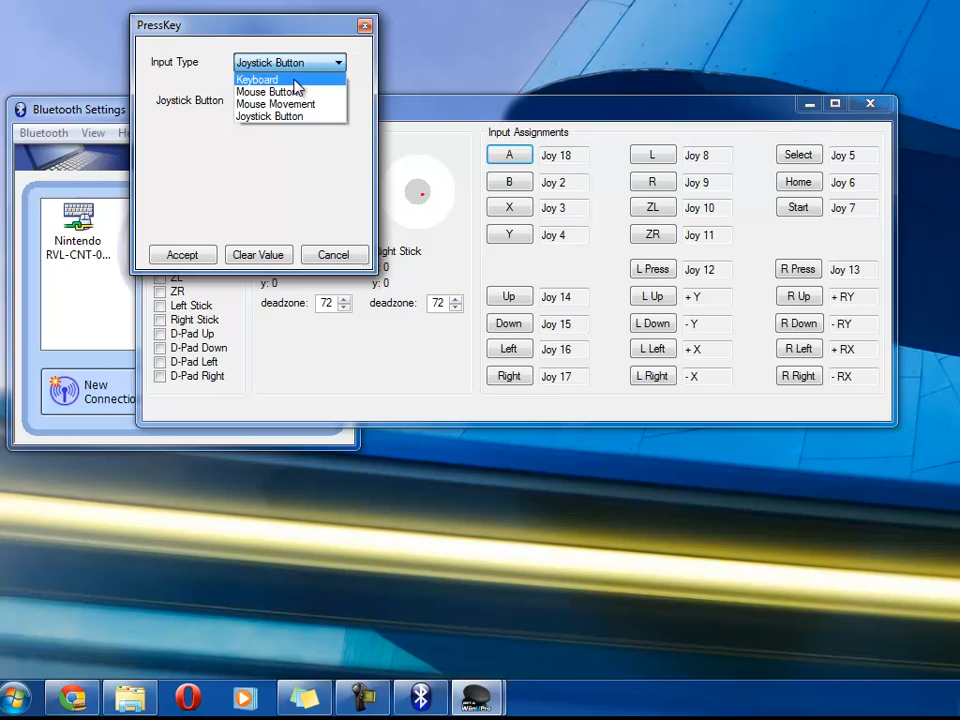 PressKey
Input Type
Joystick Button
Keyboard
Mouse Buttons
Mouse Movement
Joystick Button
Joystick Button
Accept
Clear Value
Cancel
Bluetooth Settings
Bluetooth View
Nintendo
RVL-CNT-0...
New
Connectio
ZL
ZR
Left Stick
Right Stick
D-Pad Up
D-Pad Down
D-Pad Left
D-Pad Right
ight Stick
: 0
y: 0
y: 0
deadzone: 72
deadzone: 72
Input Assignments
A Joy 18
L Joy 8
Select Joy 5
B Joy 2
R Joy 9
Home Joy 6
X Joy 3
ZL Joy 10
Start Joy 7
Y Joy 4
ZR Joy 11
L Press Joy 12
R Press Joy 13
Up Joy 14
L Up + Y
R Up + RY
Down Joy 15
L Down - Y
R Down - RY
Left Joy 16
L Left + X
R Left + RX
Right Joy 17
L Right - X
R Right - RX